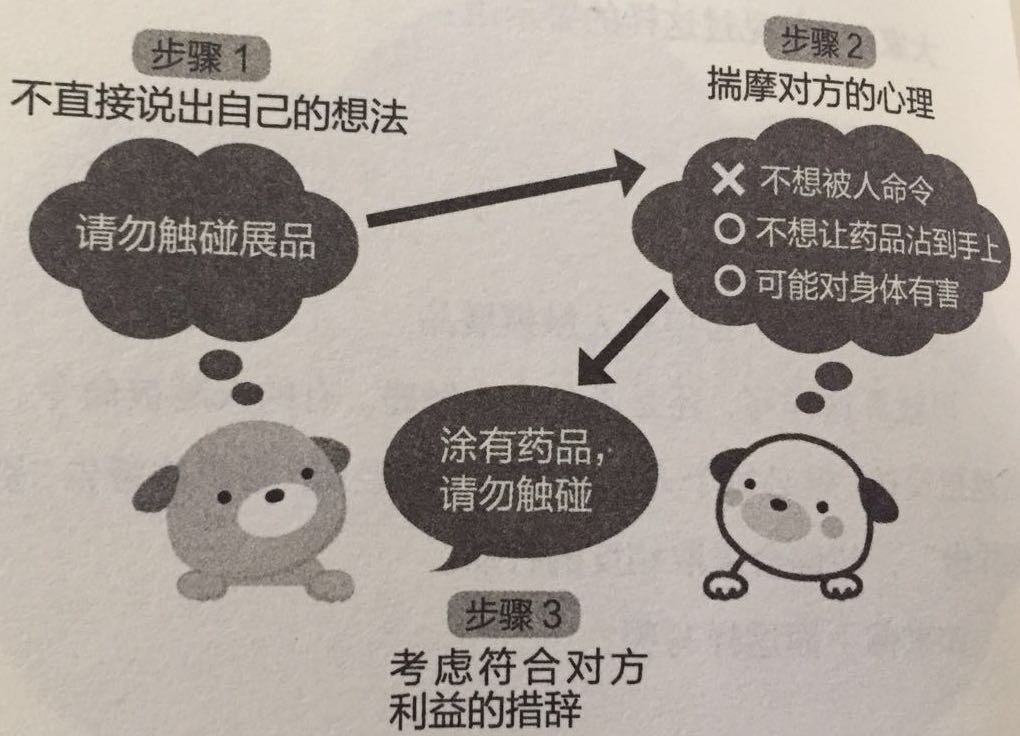 步骤 1
不直接说出自己的想法
请勿触碰展品
步骤 2
揣摩对方的心理
✕ 不想被人命令
○ 不想让药品沾到手上
○ 可能对身体有害
涂有药品，
请勿触碰
步骤 3
考虑符合对方
利益的措辞